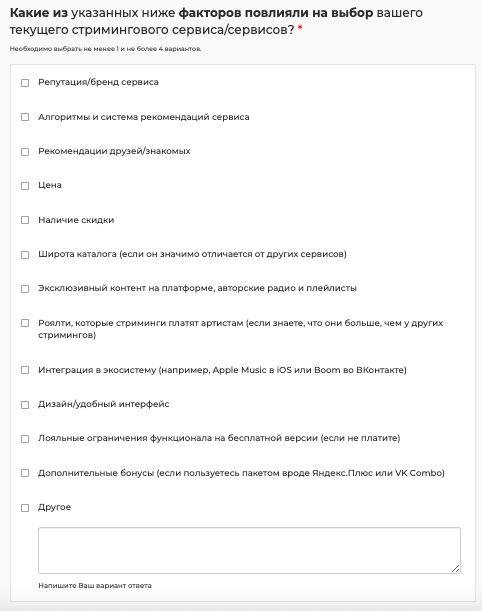 Какие из указанных ниже факторов повлияли на выбор вашего
текущего стримингового сервиса/сервисов? *
Необходимо выбрать не менее 1 и не более 4 вариантов.
Репутация/бренд сервиса
Алгоритмы и система рекомендаций сервиса
Рекомендации друзей/знакомых
Цена
Наличие скидки
Широта каталога (если он значимо отличается от других сервисов)
Эксклюзивный контент на платформе, авторские радио и плейлисты
Роялти, которые стриминги платят артистам (если знаете, что они больше, чем у других
стримингов)
Интеграция в экосистему (например, Apple Music в iOS или Boom во ВКонтакте)
Дизайн/удобный интерфейс
Лояльные ограничения функционала на бесплатной версии (если не платите)
Дополнительные бонусы (если пользуетесь пакетом вроде Яндекс.Плюс или VK Combo)
Другое
Напишите Ваш вариант ответа